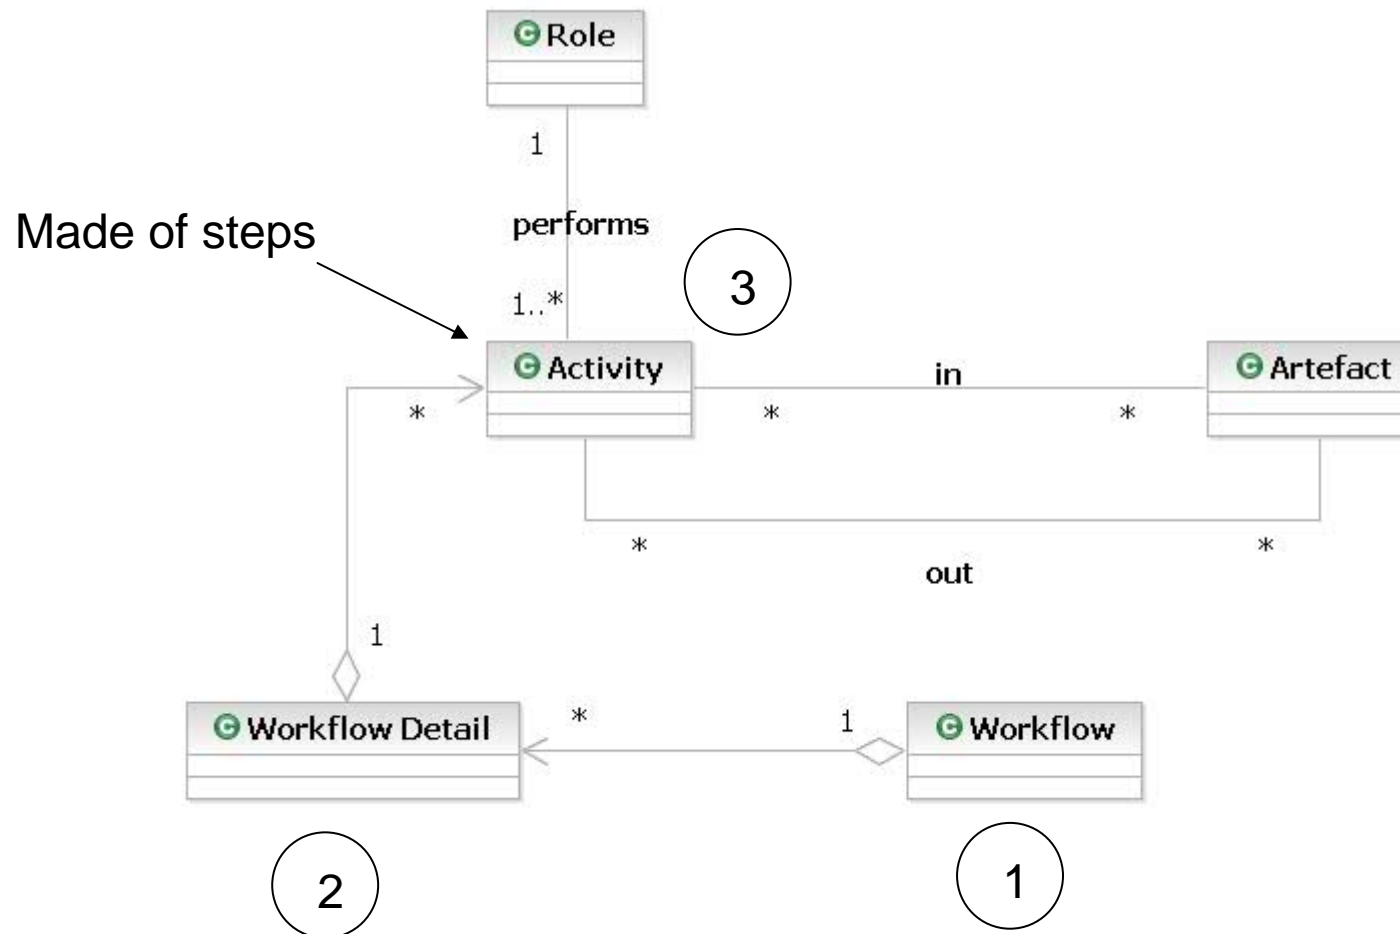 Role
1
performs
Made of steps
3
1..*
Activity
in
Artefact
*
*
*
*
*
out
1
Workflow Detail
*
1
Workflow
2
1